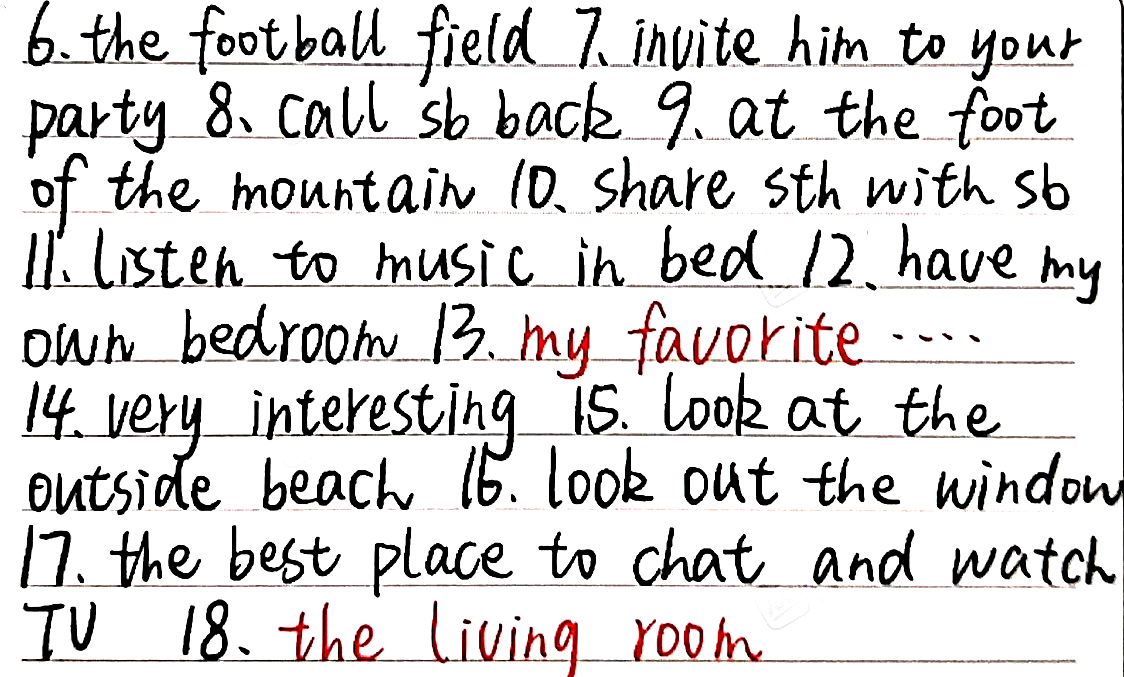 6. the football field 7、invite him to your
party 8、call sb back 9、at the foot
of the mountain 10、share sth with sb
11、listen to music in bed 12、have my
own bedroom 13. my favorite ····
14. very interesting 15. look at the
outside beach 16. look out the window
17. the best place to chat and watch
TV 18、the living room